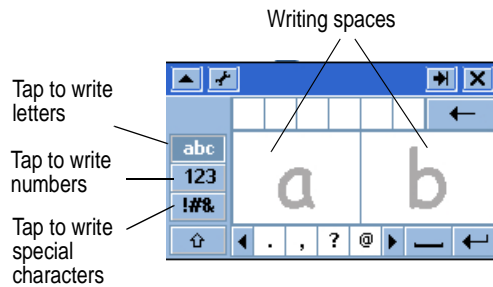 Writing spaces
Tap to write
letters
Tap to write
numbers
Tap to write
special
characters
abc
123
!#&
a b
. , ? @